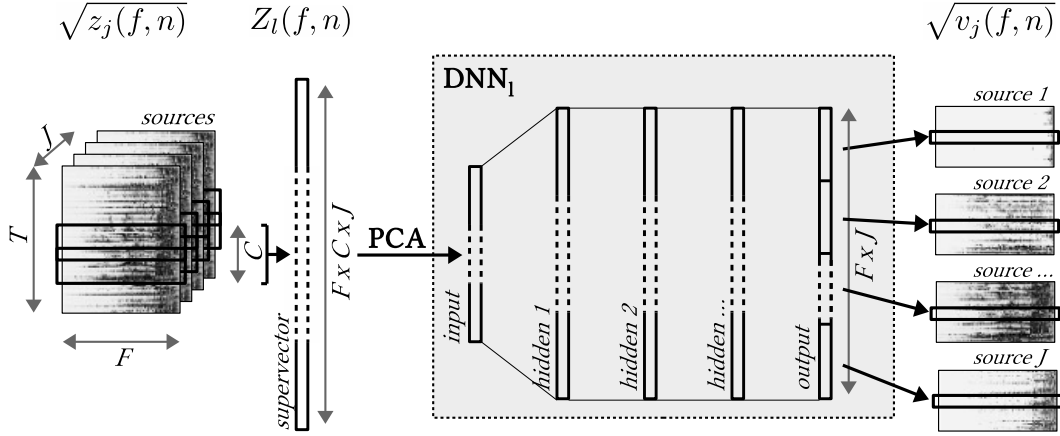 √z_j(f,n)
Z_l(f,n)
√v_j(f,n)
J
sources
T
F
C
supervector
F x C x J
PCA
DNN_l
input
hidden 1
hidden 2
hidden ...
output
F x J
source 1
source 2
source ...
source J